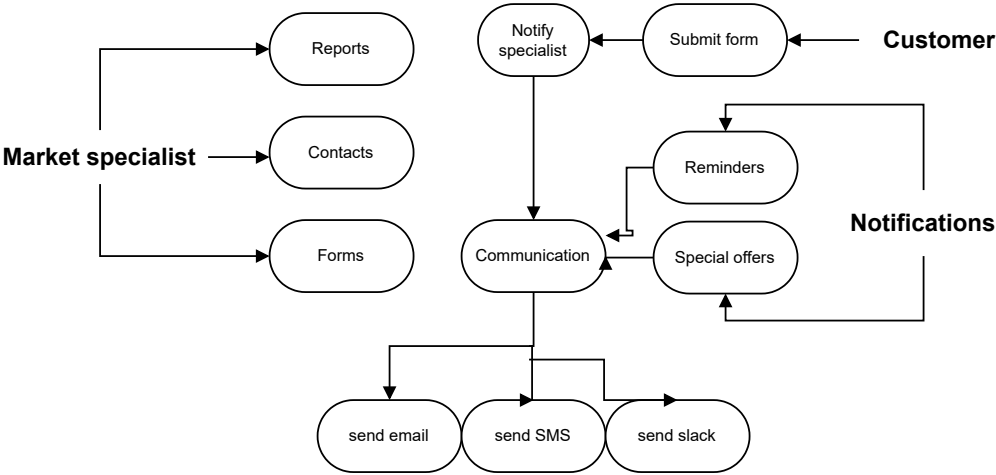 Notify
specialist
Submit form
Customer
Reports
Contacts
Market specialist
Forms
Reminders
Notifications
Communication
Special offers
send email
send SMS
send slack